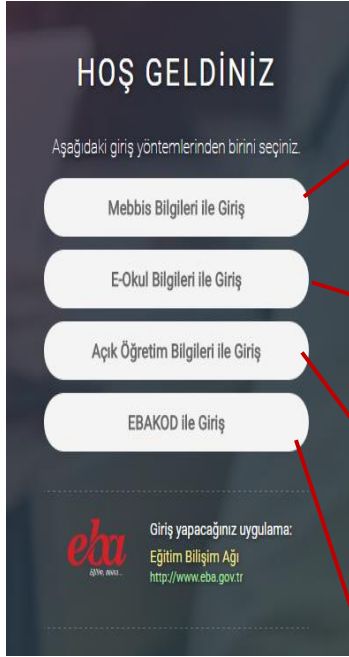 HOŞ GELDİNİZ
Aşağıdaki giriş yöntemlerinden birini seçiniz.
Mebbis Bilgileri ile Giriş
E-Okul Bilgileri ile Giriş
Açık Öğretim Bilgileri ile Giriş
EBAKOD ile Giriş
eba
Giriş yapacağınız uygulama:
Eğitim Bilişim Ağı
http://www.eba.gov.tr